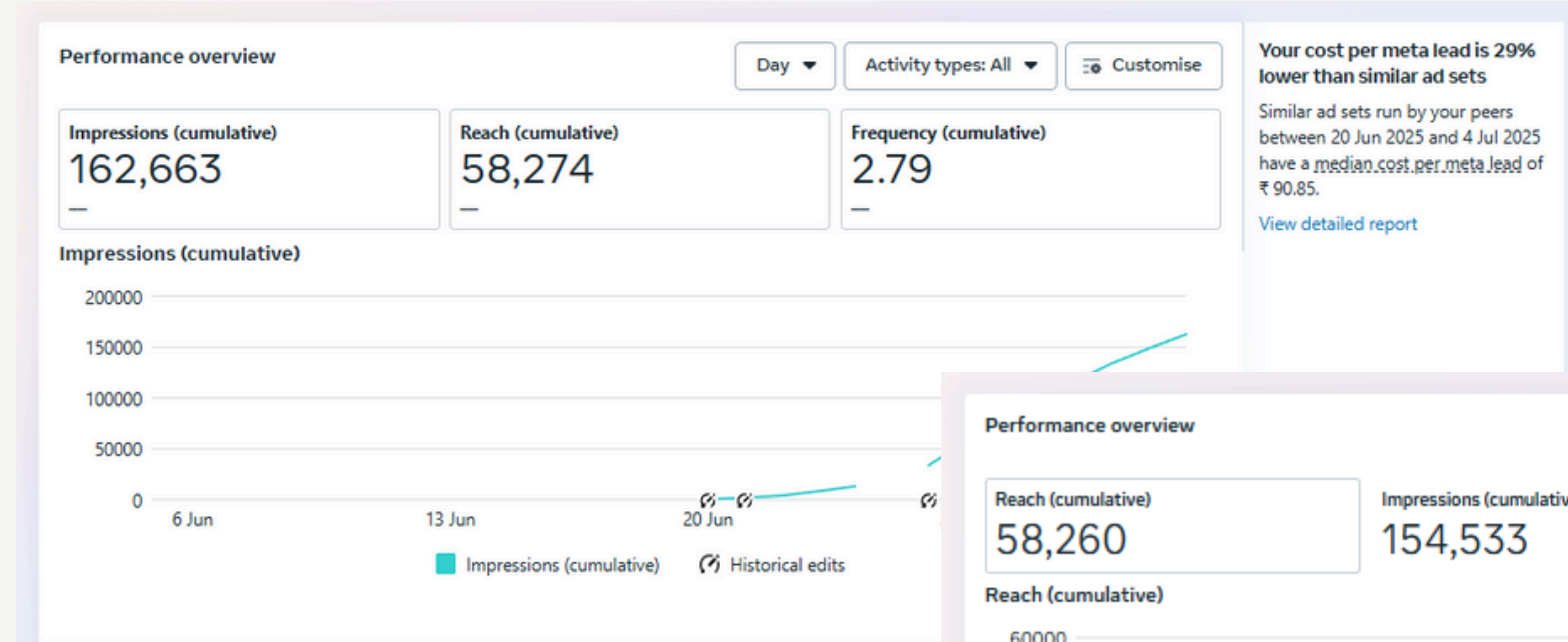 Performance overview
Day
Activity types: All
Customise
Impressions (cumulative)
162,663
—
Reach (cumulative)
58,274
—
Frequency (cumulative)
2.79
—
Impressions (cumulative)
200000
150000
100000
50000
0
6 Jun
13 Jun
20 Jun
Impressions (cumulative)
Historical edits
Your cost per meta lead is 29%
lower than similar ad sets
Similar ad sets run by your peers
between 20 Jun 2025 and 4 Jul 2025
have a median cost per meta lead of
₹ 90.85.
View detailed report
Performance overview
Reach (cumulative)
58,260
Impressions (cumulativ
154,533
Reach (cumulative)
60000